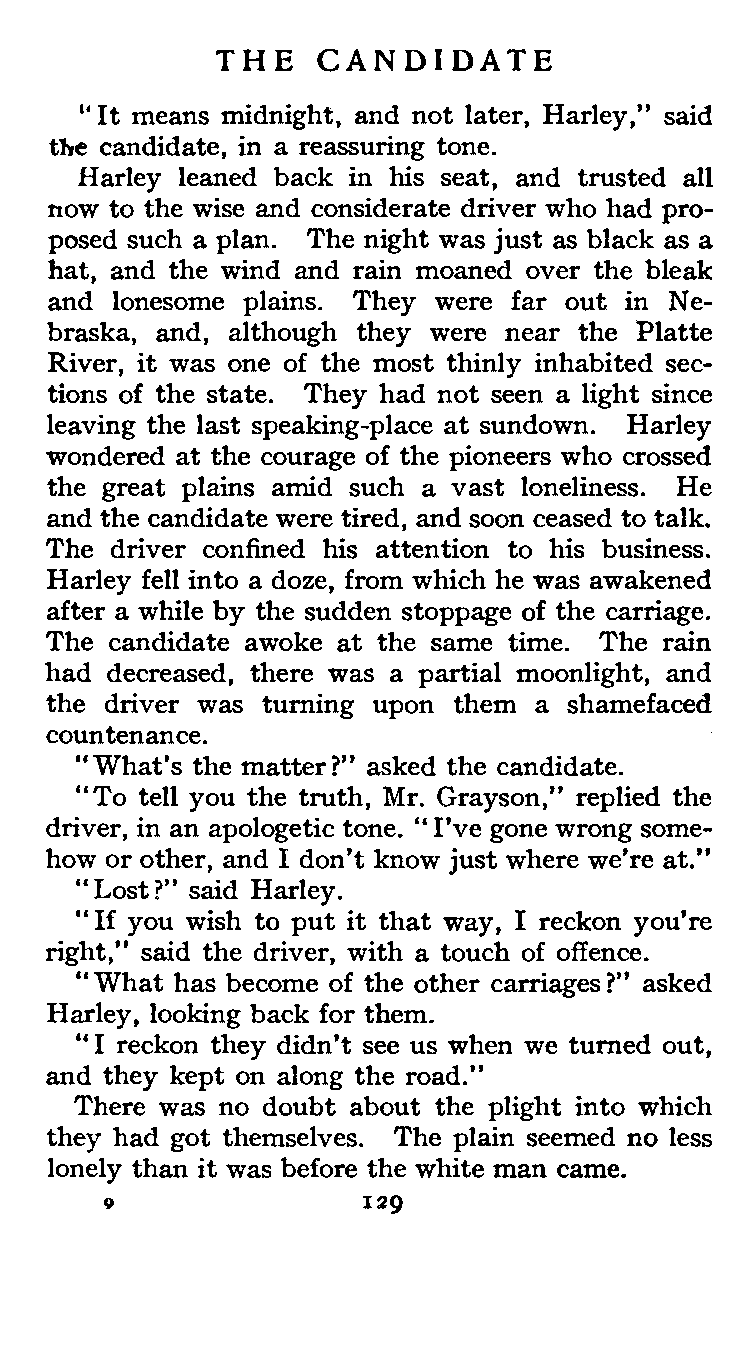 THE CANDIDATE
"It means midnight, and not later, Harley," said
the candidate, in a reassuring tone.
Harley leaned back in his seat, and trusted all
now to the wise and considerate driver who had pro-
posed such a plan. The night was just as black as a
hat, and the wind and rain moaned over the bleak
and lonesome plains. They were far out in Ne-
braska, and, although they were near the Platte
River, it was one of the most thinly inhabited sec-
tions of the state. They had not seen a light since
leaving the last speaking-place at sundown. Harley
wondered at the courage of the pioneers who crossed
the great plains amid such a vast loneliness. He
and the candidate were tired, and soon ceased to talk.
The driver confined his attention to his business.
Harley fell into a doze, from which he was awakened
after a while by the sudden stoppage of the carriage.
The candidate awoke at the same time. The rain
had decreased, there was a partial moonlight, and
the driver was turning upon them a shamefaced
countenance.
"What's the matter?" asked the candidate.
"To tell you the truth, Mr. Grayson," replied the
driver, in an apologetic tone. "I've gone wrong some-
how or other, and I don't know just where we're at."
"Lost?" said Harley.
"If you wish to put it that way, I reckon you're
right," said the driver, with a touch of offence.
"What has become of the other carriages?" asked
Harley, looking back for them.
"I reckon they didn't see us when we turned out,
and they kept on along the road."
There was no doubt about the plight into which
they had got themselves. The plain seemed no less
lonely than it was before the white man came.
9 129